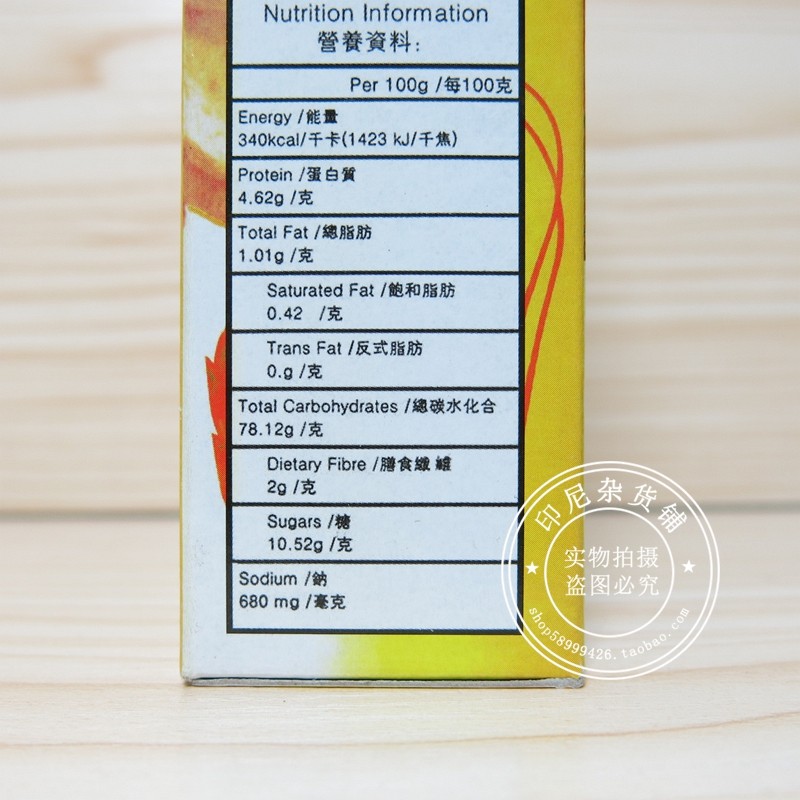 Nutrition Information
營養資料:
Per 100g /每100克
Energy /能量
340kcal/千卡(1423 kJ/千焦)
Protein /蛋白質
4.62g /克
Total Fat /總脂肪
1.01g /克
Saturated Fat /飽和脂肪
0.42 /克
Trans Fat /反式脂肪
0.g /克
Total Carbohydrates /總碳水化合
78.12g /克
Dietary Fibre /膳食纖 維
2g /克
Sugars /糖
10.52g /克
Sodium /鈉
680 mg /毫克
印尼杂货铺
实物拍摄
盗图必究
shop58999426.taobao.com